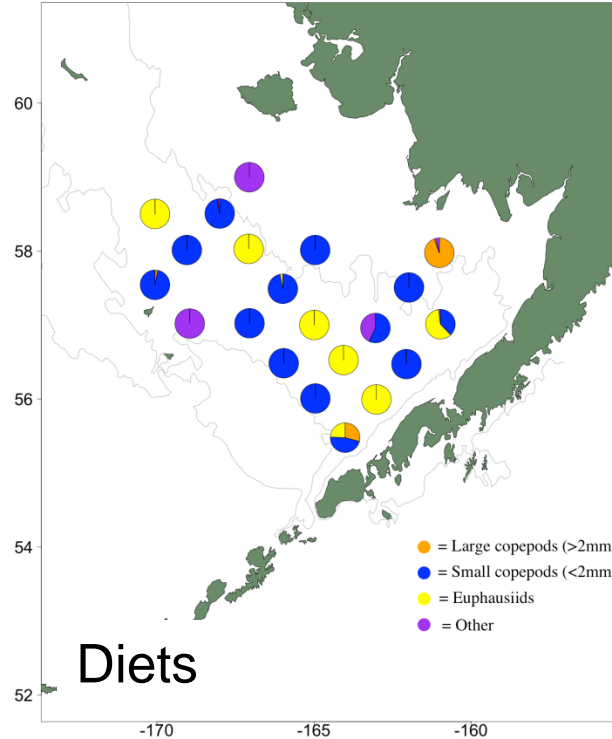 60
58
56
54
52
= Large copepods (>2mm
= Small copepods (<2mm
= Euphausiids
= Other
Diets
-170 -165 -160